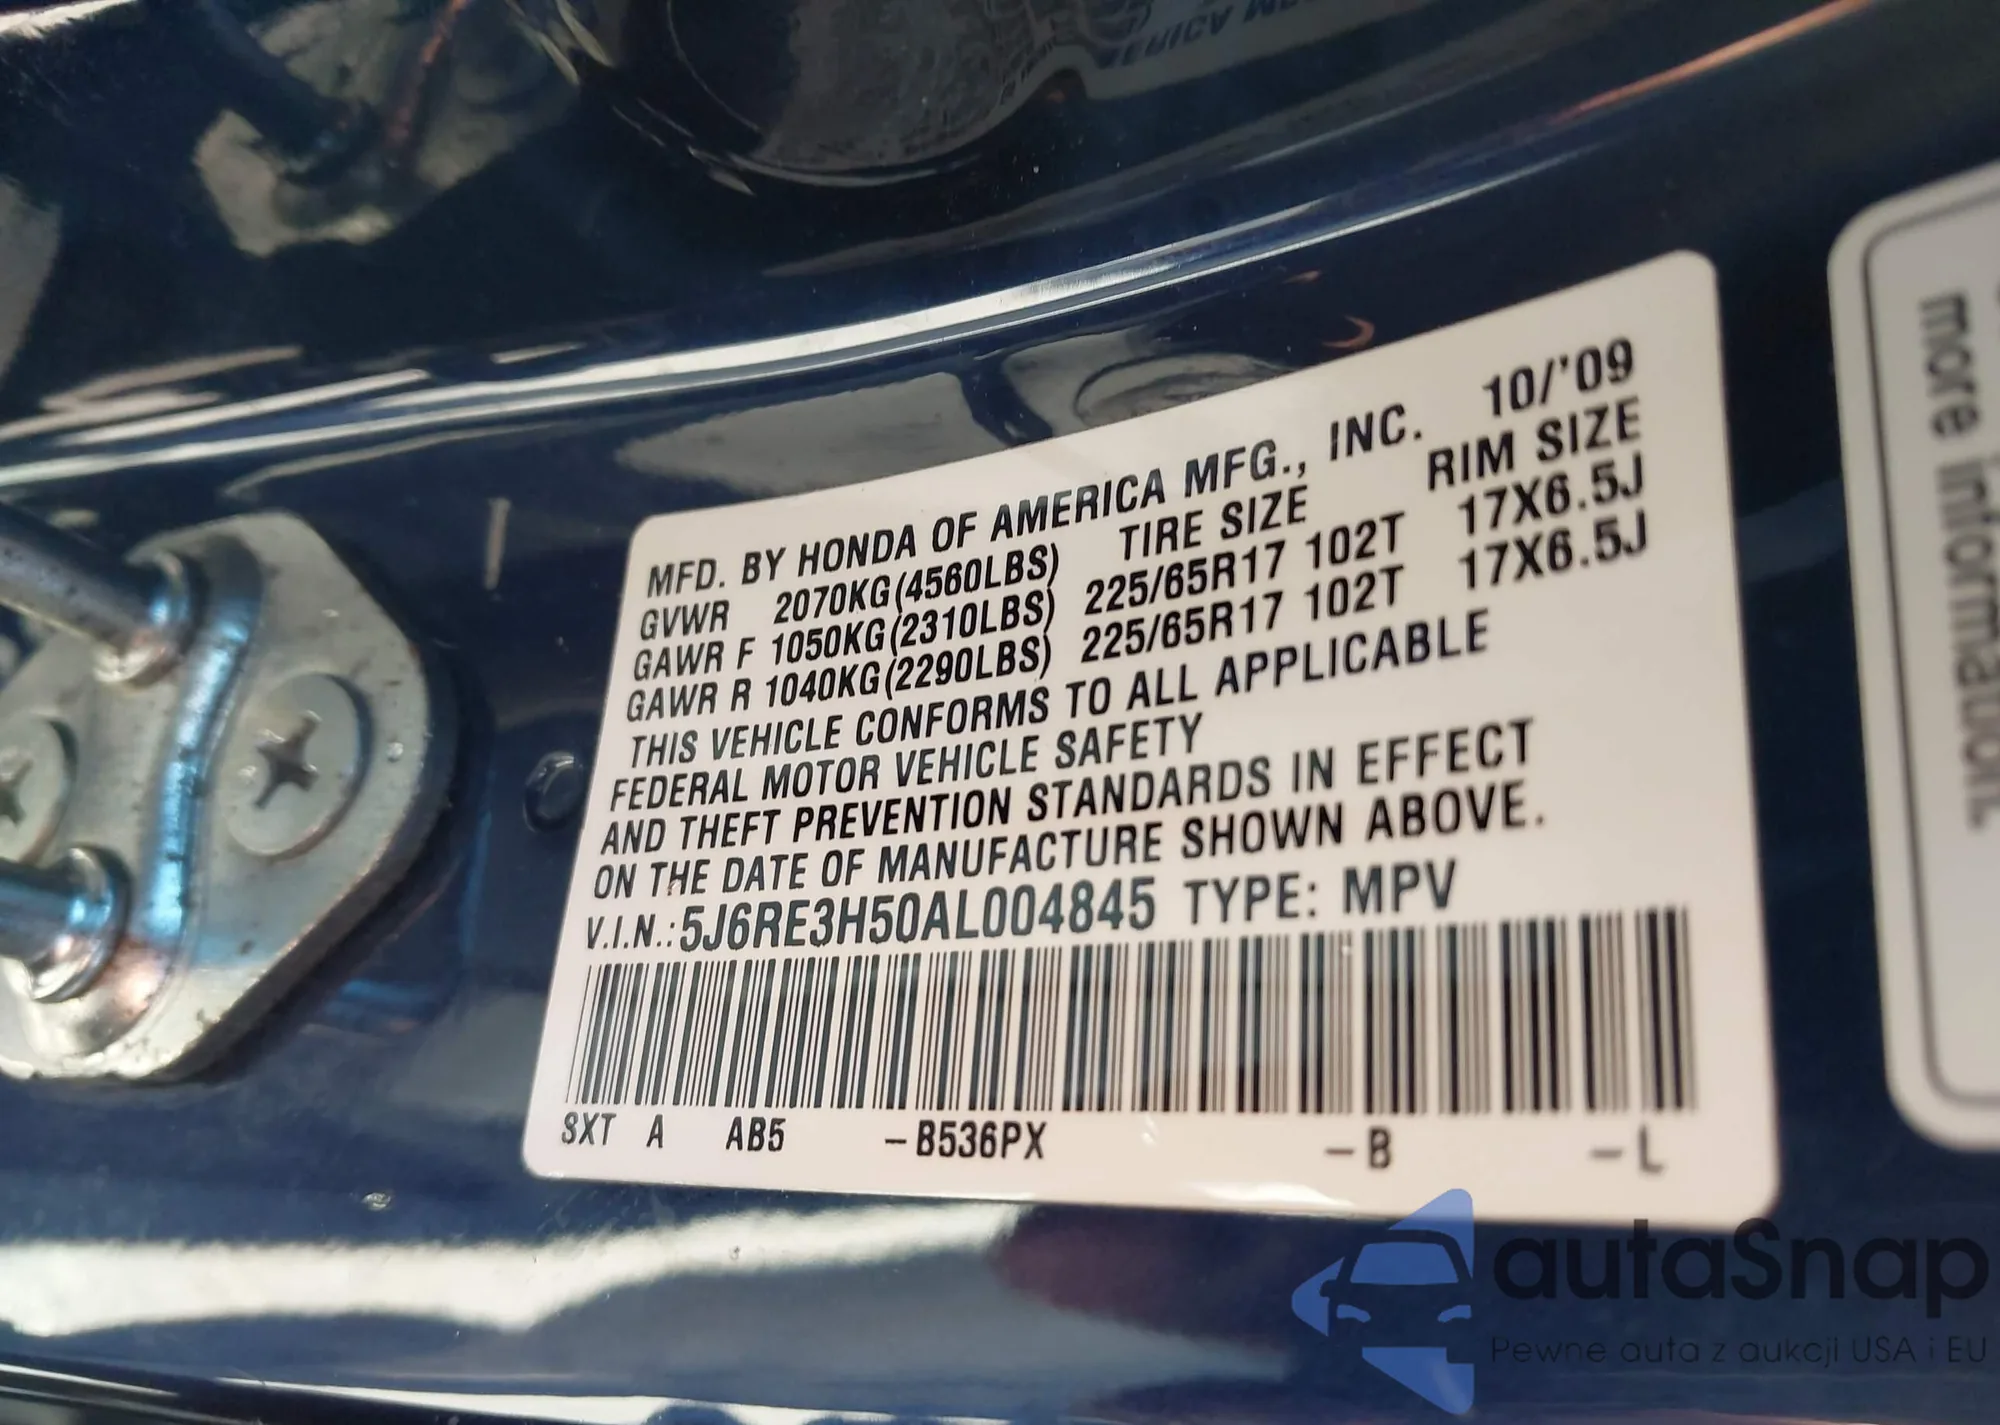 MFD. BY HONDA OF AMERICA MFG., INC. 10/'09
GVWR 2070KG(4560LBS) TIRE SIZE RIM SIZE
GAWR F 1050KG(2310LBS) 225/65R17 102T 17X6.5J
GAWR R 1040KG(2290LBS) 225/65R17 102T 17X6.5J
THIS VEHICLE CONFORMS TO ALL APPLICABLE
FEDERAL MOTOR VEHICLE SAFETY
AND THEFT PREVENTION STANDARDS IN EFFECT
ON THE DATE OF MANUFACTURE SHOWN ABOVE.
V.I.N.: 5J6RE3H50AL004845 TYPE: MPV
SXT A AB5 -B536PX -B -L
more information.
autaSnap
Pewne auta z aukcji USA i EU